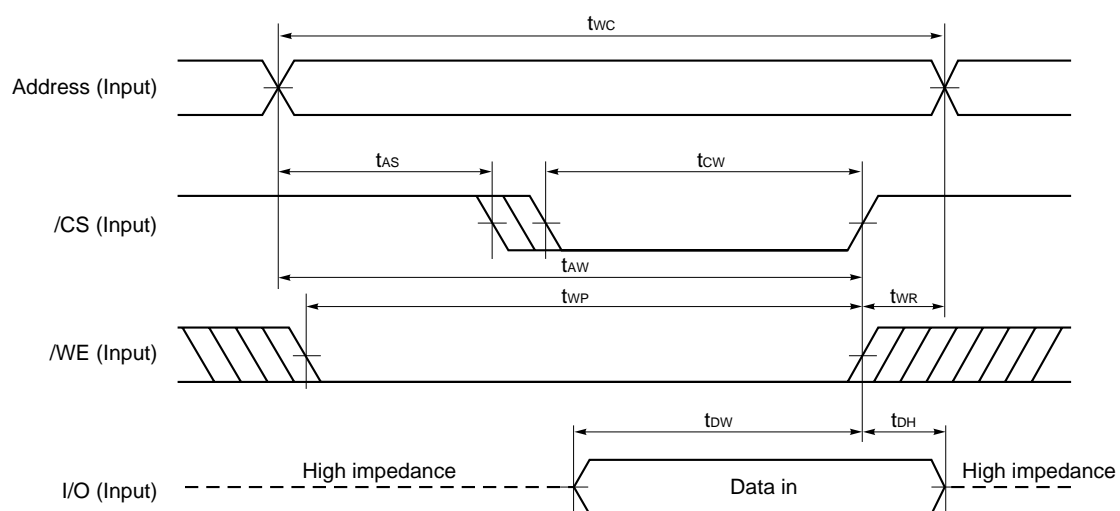 tWC
Address (Input)
tAS
tCW
/CS (Input)
tAW
tWP
tWR
/WE (Input)
tDW
tDH
High impedance
High impedance
I/O (Input)
Data in